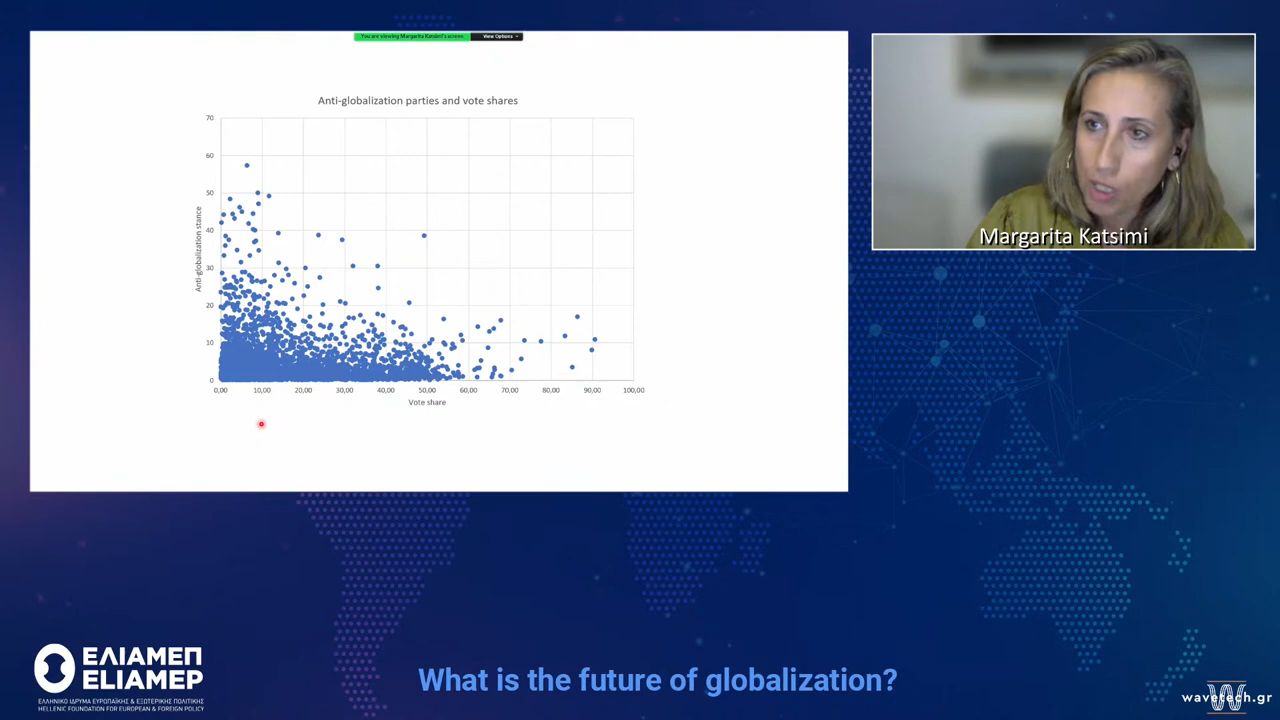 You are viewing Margarita Katsimi's screen
View Options
Anti-globalization parties and vote shares
70
60
50
40
30
20
10
0
Anti-globalization stance
0,00
10,00
20,00
30,00
40,00
50,00
60,00
70,00
80,00
90,00
100,00
Vote share
Margarita Katsimi
ΕΛΙΑΜΕΠ
ELIAMEP
ΕΛΛΗΝΙΚΟ ΙΔΡΥΜΑ ΕΥΡΩΠΑΪΚΗΣ & ΕΞΩΤΕΡΙΚΗΣ ΠΟΛΙΤΙΚΗΣ
HELLENIC FOUNDATION FOR EUROPEAN & FOREIGN POLICY
What is the future of globalization?